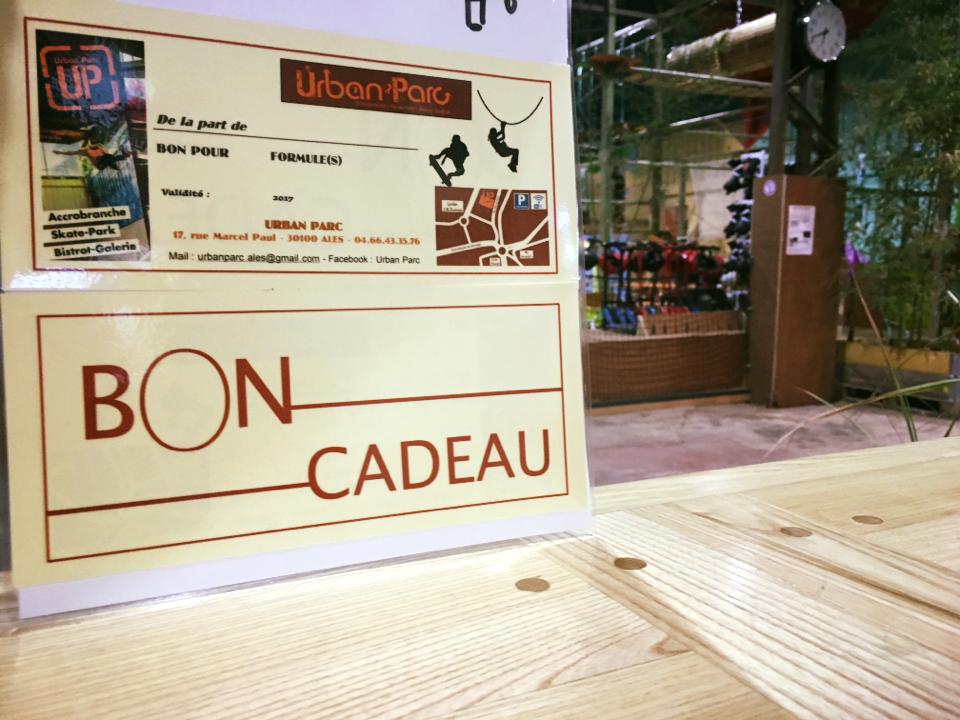 Urban Parc
UP
Urban Parc
De la part de
BON POUR FORMULE(S)
Validité : 2017
Accrobranche
Skate-Park
Bistrot-Galerie
URBAN PARC
17, rue Marcel Paul - 30100 ALES - 04.66.43.35.76
Mail : urbanparc.ales@gmail.com - Facebook : Urban Parc
UP
P
BON
CADEAU